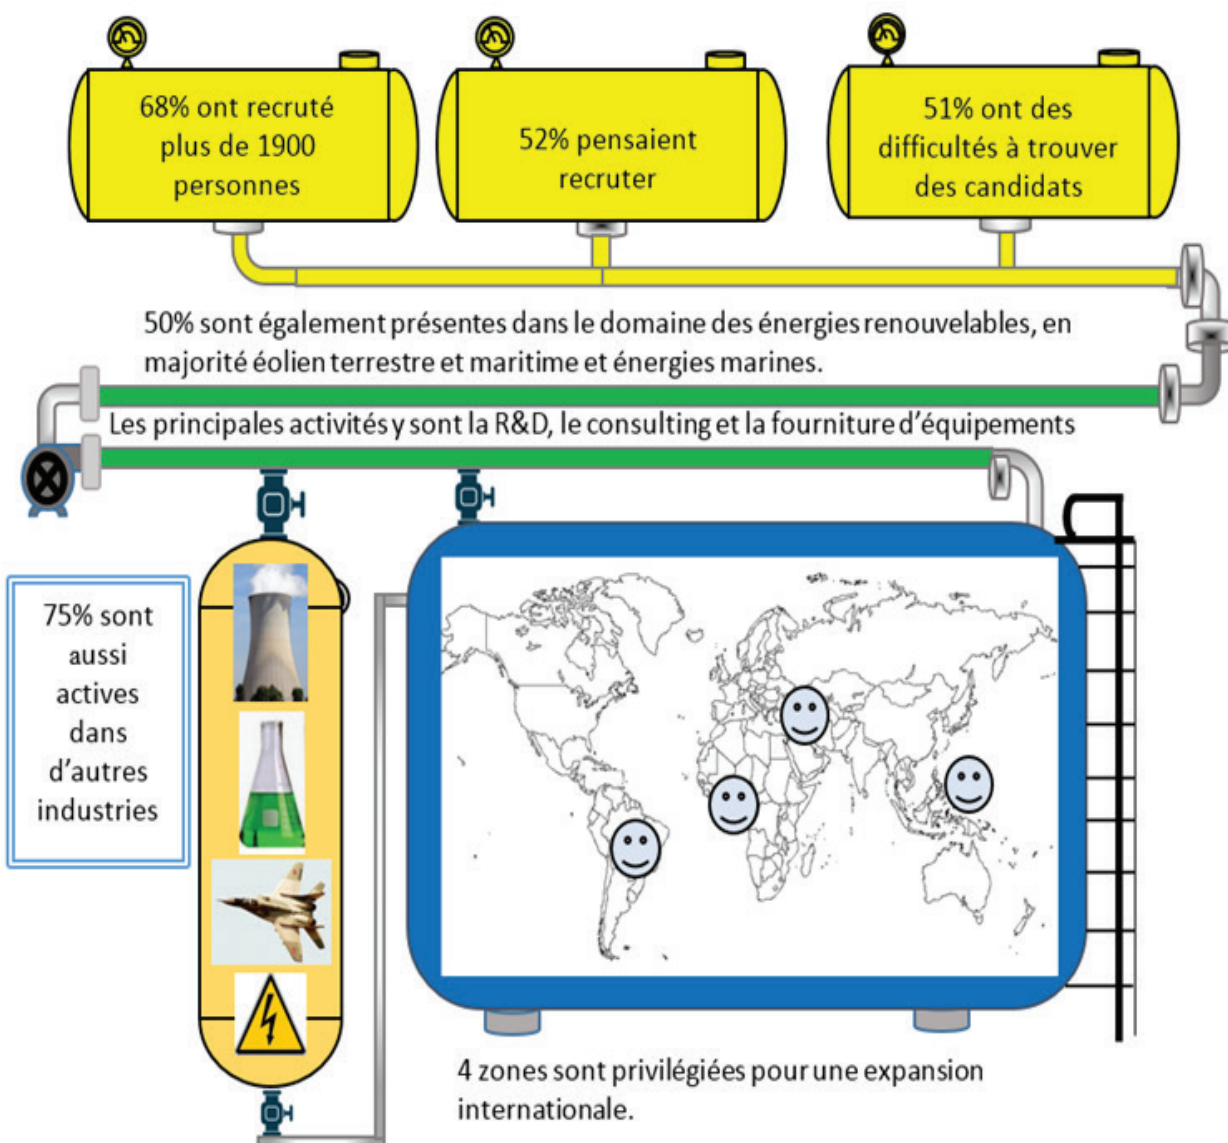 68% ont recruté
plus de 1900
personnes
52% pensaient
recruter
51% ont des
difficultés à trouver
des candidats
50% sont également présentes dans le domaine des énergies renouvelables, en
majorité éolien terrestre et maritime et énergies marines.
Les principales activités y sont la R&D, le consulting et la fourniture d’équipements
75% sont
aussi
actives
dans
d’autres
industries
4 zones sont privilégiées pour une expansion
internationale.